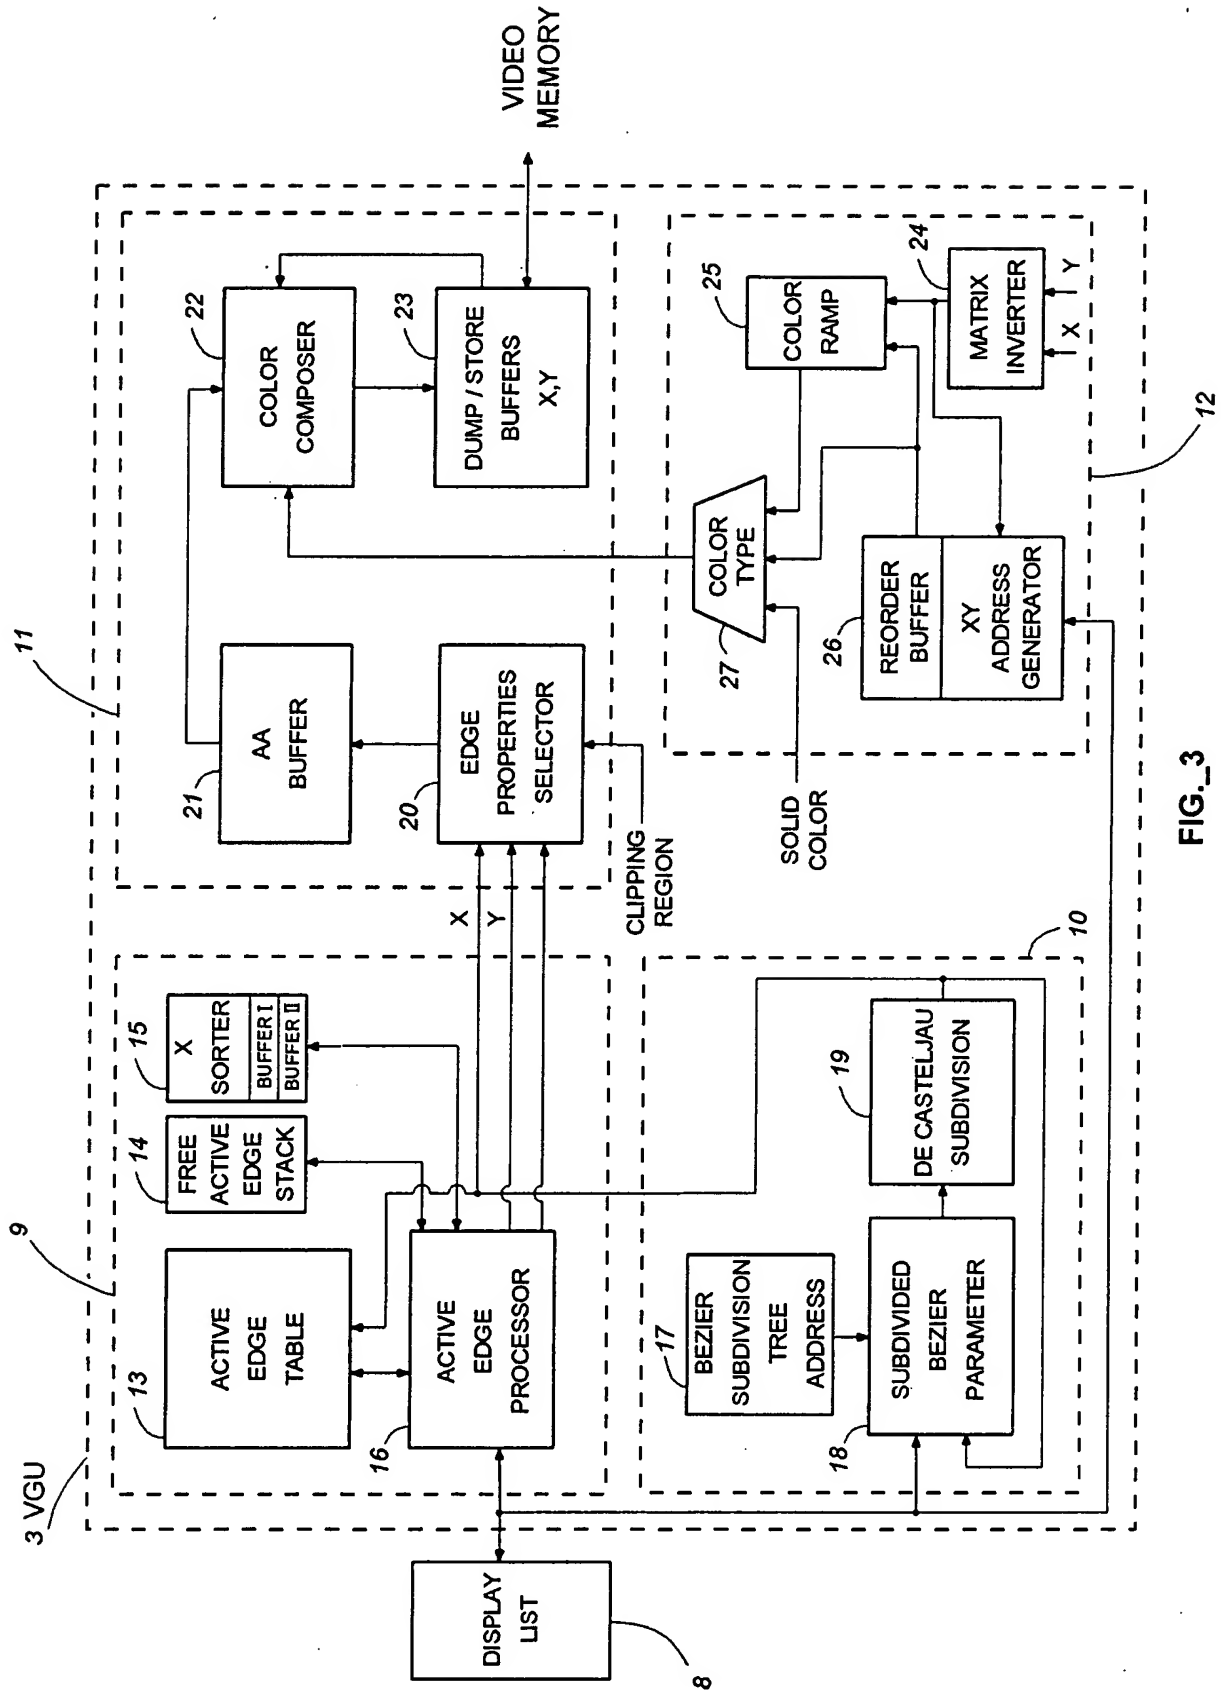 3 VGU
9
11
13
ACTIVE
EDGE
TABLE
14
FREE
ACTIVE
EDGE
STACK
15
X
SORTER
BUFFER I
BUFFER II
16
ACTIVE
EDGE
PROCESSOR
X
Y
21
AA
BUFFER
20
EDGE
PROPERTIES
SELECTOR
CLIPPING
REGION
22
COLOR
COMPOSER
23
DUMP / STORE
BUFFERS
X,Y
VIDEO
MEMORY
DISPLAY
LIST
8
17
BEZIER
SUBDIVISION
TREE
ADDRESS
18
SUBDIVIDED
BEZIER
PARAMETER
19
DE CASTELJAU
SUBDIVISION
10
SOLID
COLOR
27
COLOR
TYPE
25
COLOR
RAMP
26
REORDER
BUFFER
XY
ADDRESS
GENERATOR
24
MATRIX
INVERTER
X
Y
12
FIG._3